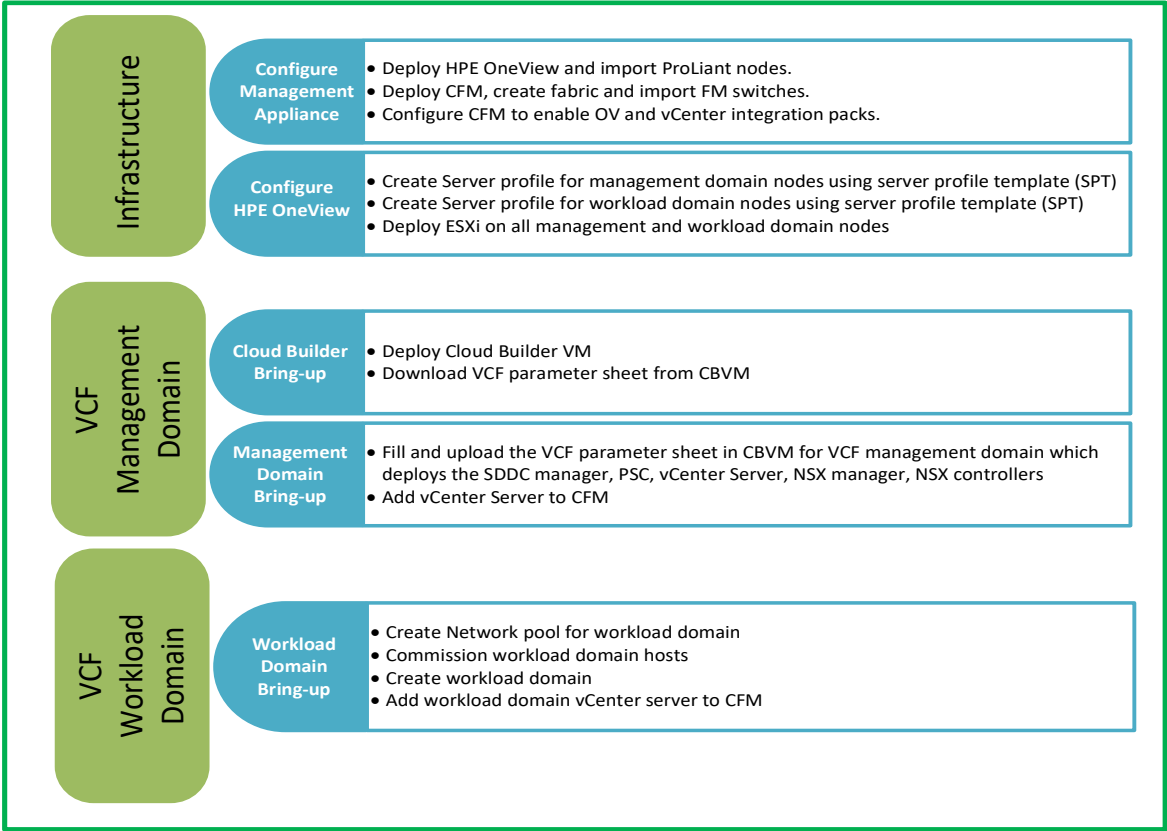 Infrastructure
Configure
Management
Appliance
• Deploy HPE OneView and import ProLiant nodes.
• Deploy CFM, create fabric and import FM switches.
• Configure CFM to enable OV and vCenter integration packs.
Configure
HPE OneView
• Create Server profile for management domain nodes using server profile template (SPT)
• Create Server profile for workload domain nodes using server profile template (SPT)
• Deploy ESXi on all management and workload domain nodes
VCF
Management
Domain
Cloud Builder
Bring-up
• Deploy Cloud Builder VM
• Download VCF parameter sheet from CBVM
Management
Domain
Bring-up
• Fill and upload the VCF parameter sheet in CBVM for VCF management domain which
deploys the SDDC manager, PSC, vCenter Server, NSX manager, NSX controllers
• Add vCenter Server to CFM
VCF
Workload
Domain
Workload
Domain
Bring-up
• Create Network pool for workload domain
• Commission workload domain hosts
• Create workload domain
• Add workload domain vCenter server to CFM